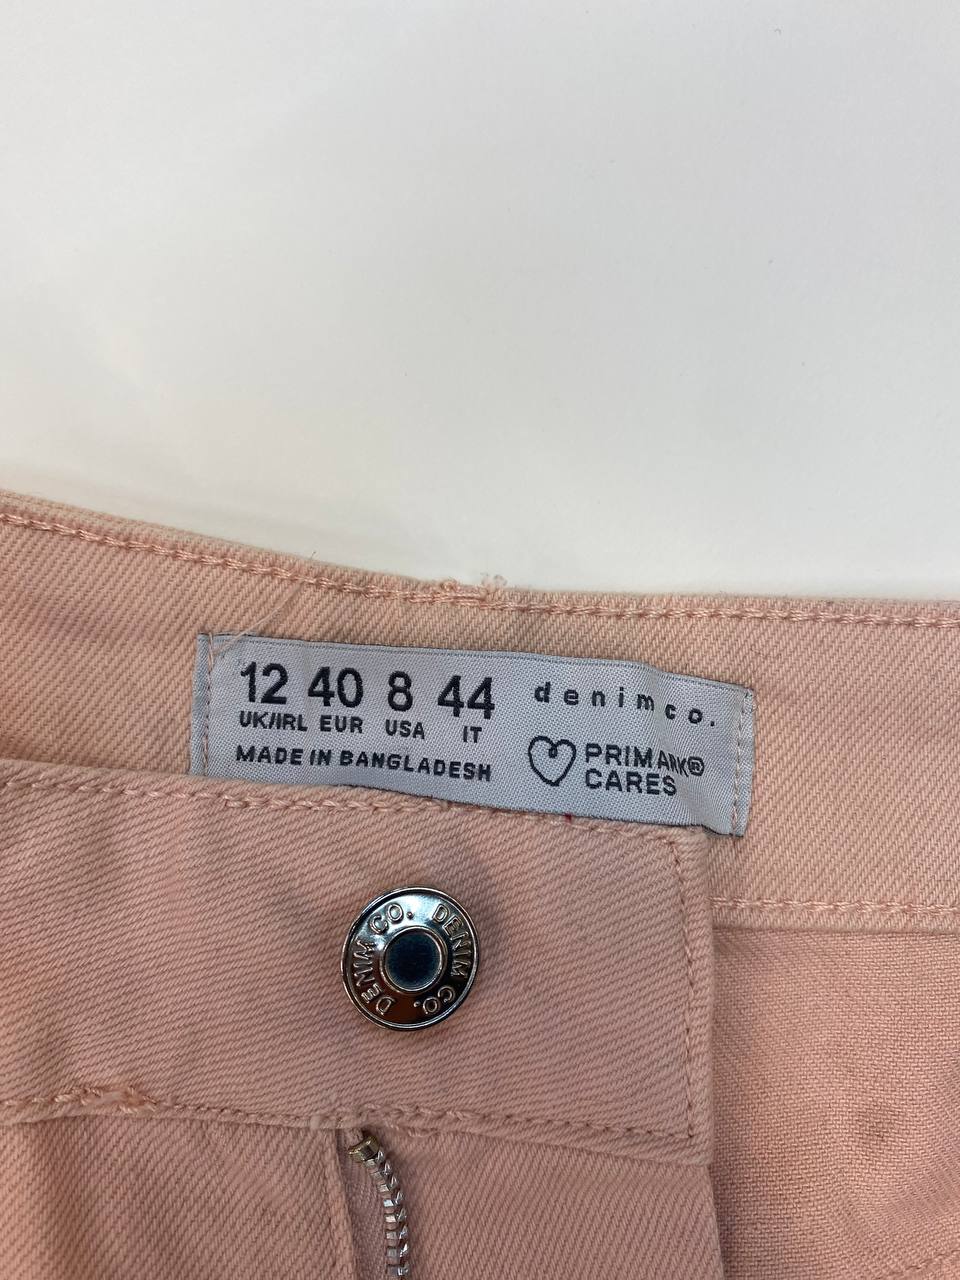 12 40 8 44
UK/IRL EUR USA IT
MADE IN BANGLADESH
denimco.
PRIMARK®
CARES
DENIM CO. DENIM CO.